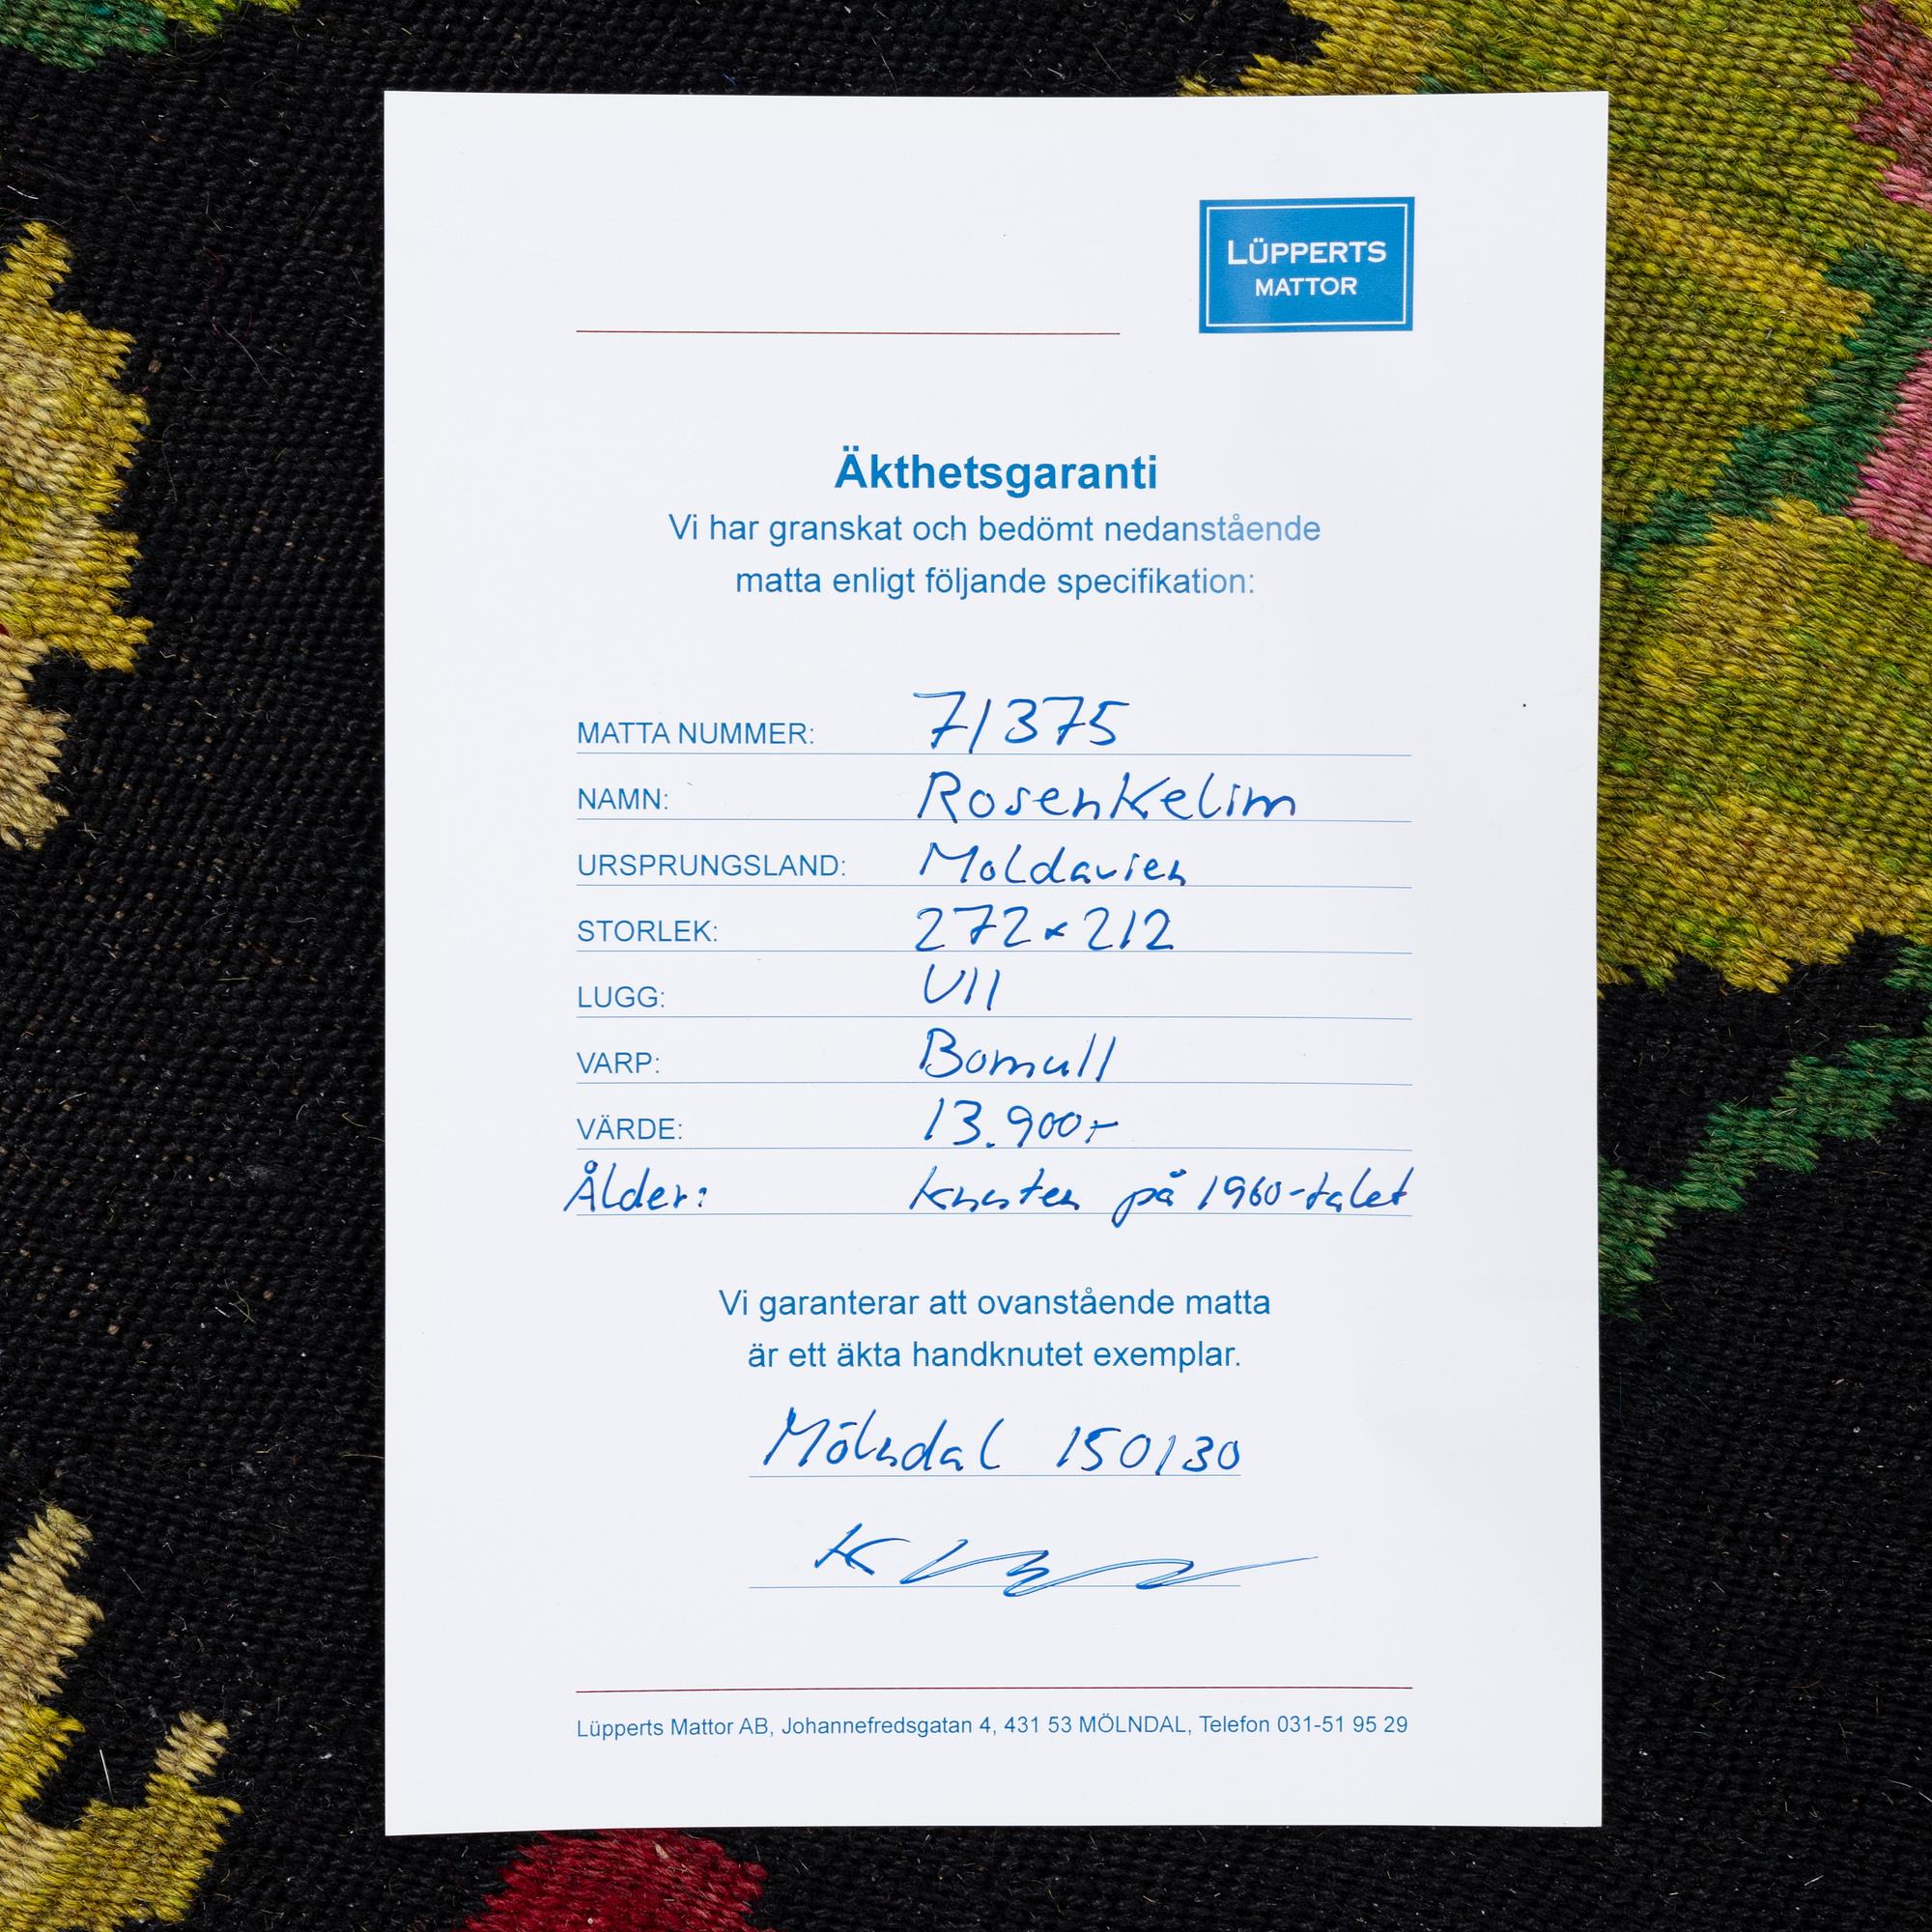 LÜPPERTS
MATTOR
Äkthetsgaranti
Vi har granskat och bedömt nedanstående
matta enligt följande specifikation:
MATTA NUMMER: 71375
NAMN: RosenKelim
URSPRUNGSLAND: Moldavien
STORLEK: 272 x 212
LUGG: Ull
VARP: Bomull
VÄRDE: 13.900:-
Ålder: Knuten på 1960-talet
Vi garanterar att ovanstående matta
är ett äkta handknutet exemplar.
Mölndal 150130
Lüpperts Mattor AB, Johannefredsgatan 4, 431 53 MÖLNDAL, Telefon 031-51 95 29